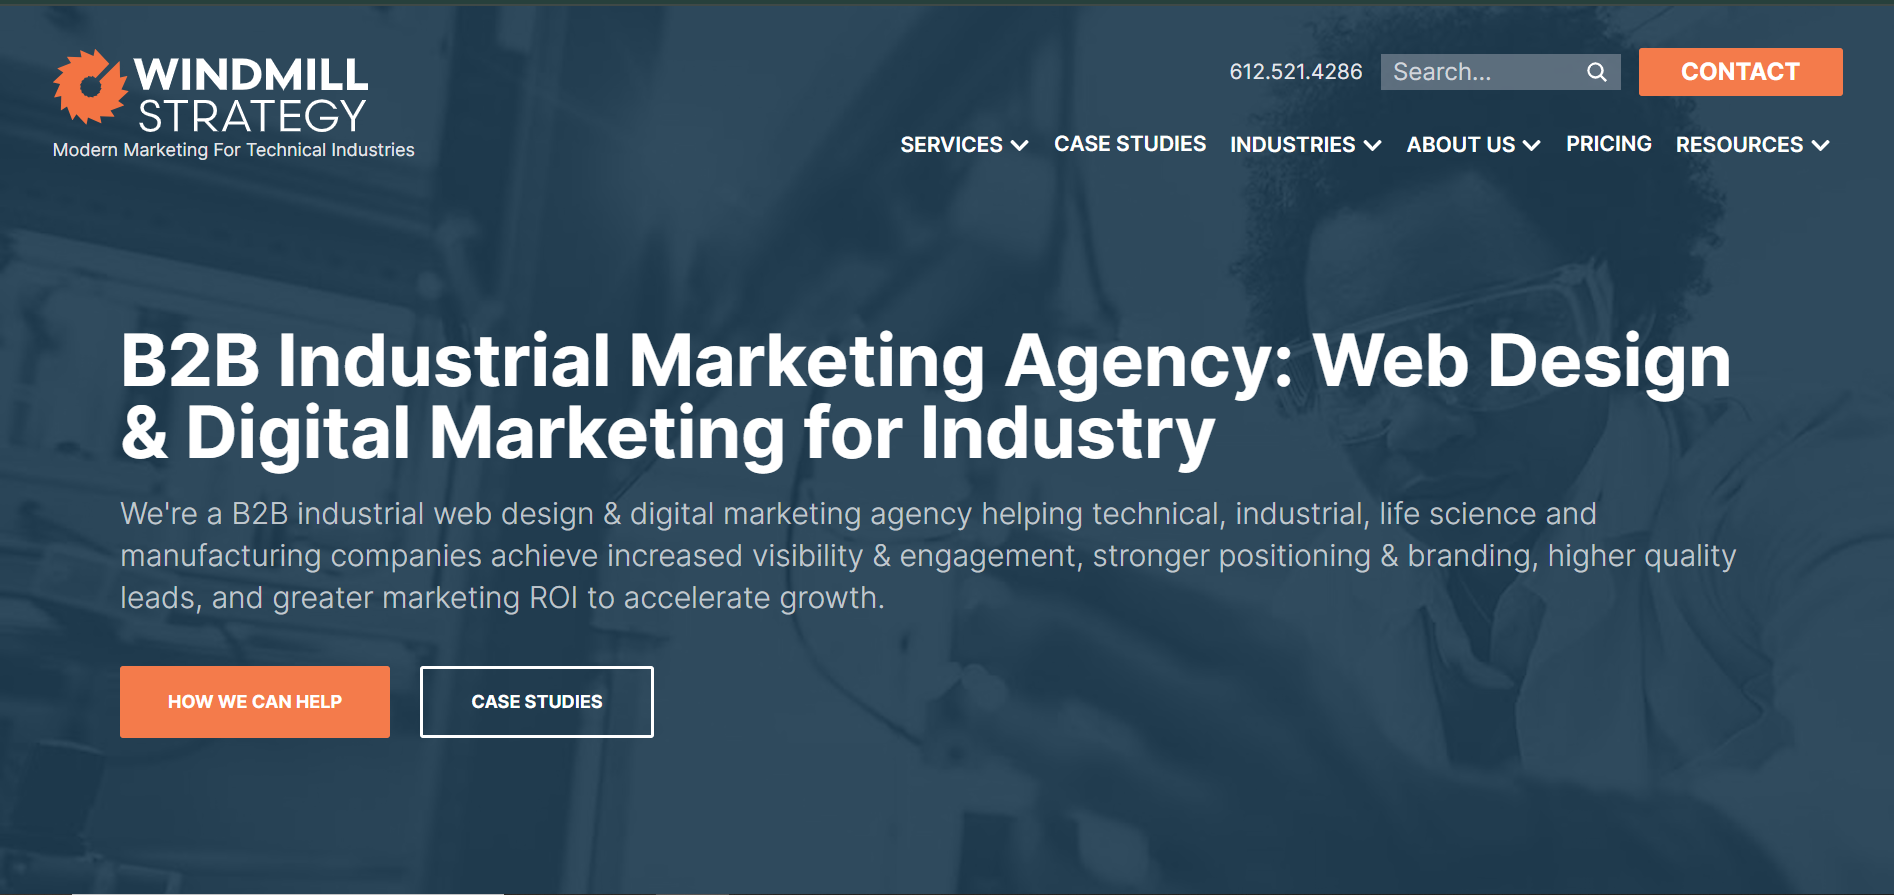 WINDMILL
STRATEGY
Modern Marketing For Technical Industries
612.521.4286
Search...
CONTACT
SERVICES
CASE STUDIES
INDUSTRIES
ABOUT US
PRICING
RESOURCES
B2B Industrial Marketing Agency: Web Design
& Digital Marketing for Industry
We're a B2B industrial web design & digital marketing agency helping technical, industrial, life science and
manufacturing companies achieve increased visibility & engagement, stronger positioning & branding, higher quality
leads, and greater marketing ROI to accelerate growth.
HOW WE CAN HELP
CASE STUDIES